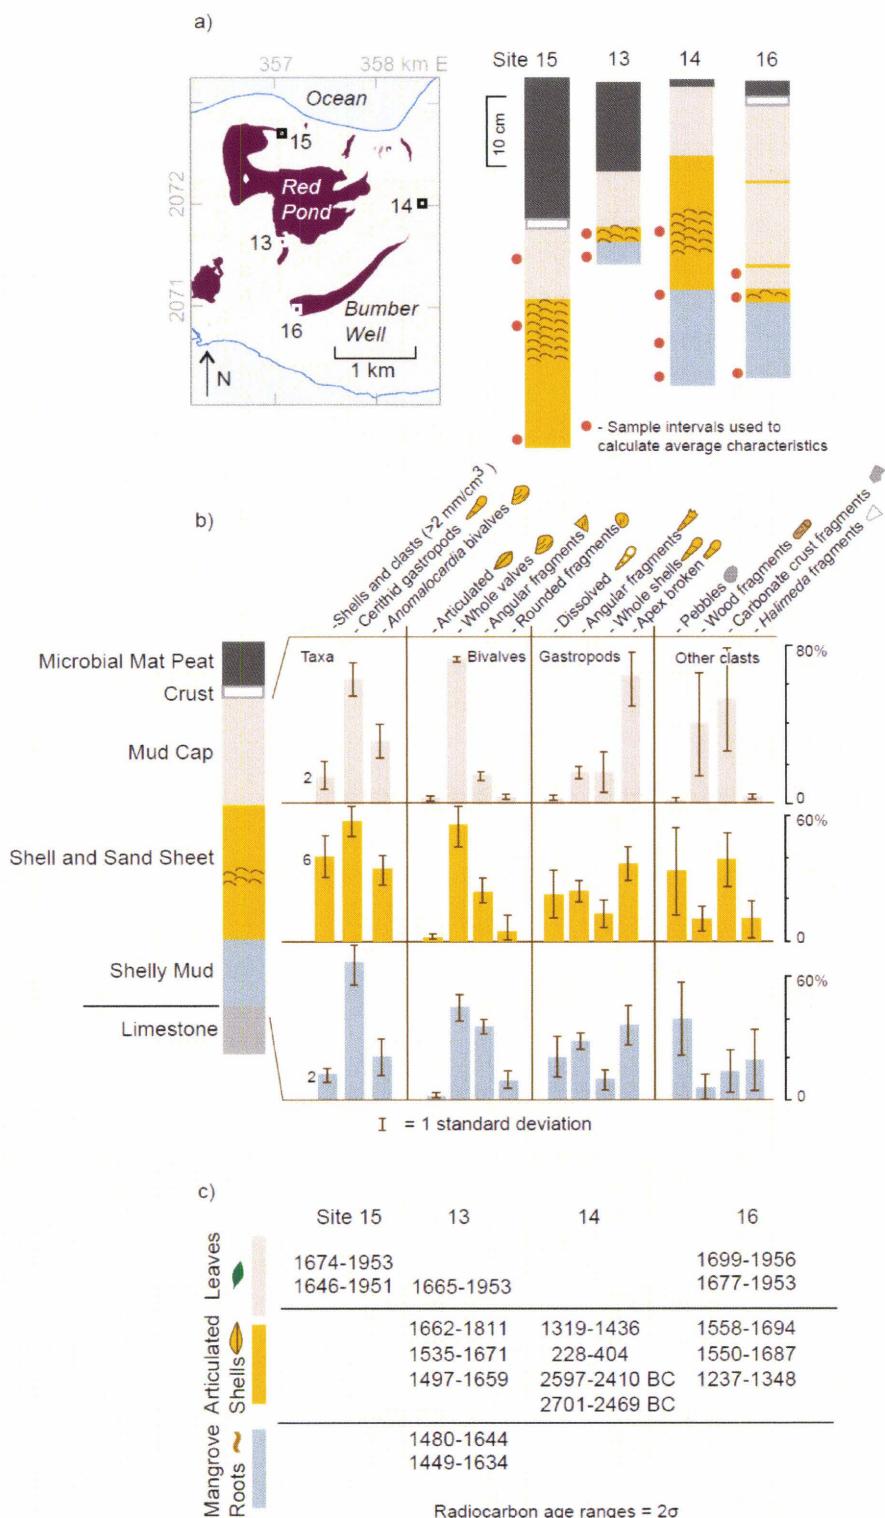 a)
357 358 km E
Ocean
15
2072
Red
Pond
14
13
2071
16
Bumber
Well
1 km
N
Site 15 13 14 16
10 cm
- Sample intervals used to
calculate average characteristics
b)
-Shells and clasts (>2 mm/cm3)
- Cerithid gastropods
- Anomalocardia bivalves
- Articulated
- Whole valves
- Angular fragments
- Rounded fragments
- Dissolved
- Angular fragments
- Whole shells
- Apex broken
- Pebbles
- Wood fragments
- Carbonate crust fragments
- Halimeda fragments
Microbial Mat Peat
Crust
Mud Cap
Shell and Sand Sheet
Shelly Mud
Limestone
Taxa Bivalves Gastropods Other clasts
80%
2
0
60%
6
0
60%
2
0
I = 1 standard deviation
c)
Site 15 13 14 16
Leaves
1674-1953 1699-1956
1646-1951 1665-1953 1677-1953
Articulated
Shells
1662-1811 1319-1436 1558-1694
1535-1671 228-404 1550-1687
1497-1659 2597-2410 BC 1237-1348
2701-2469 BC
Mangrove
Roots
1480-1644
1449-1634
Radiocarbon age ranges = 2σ